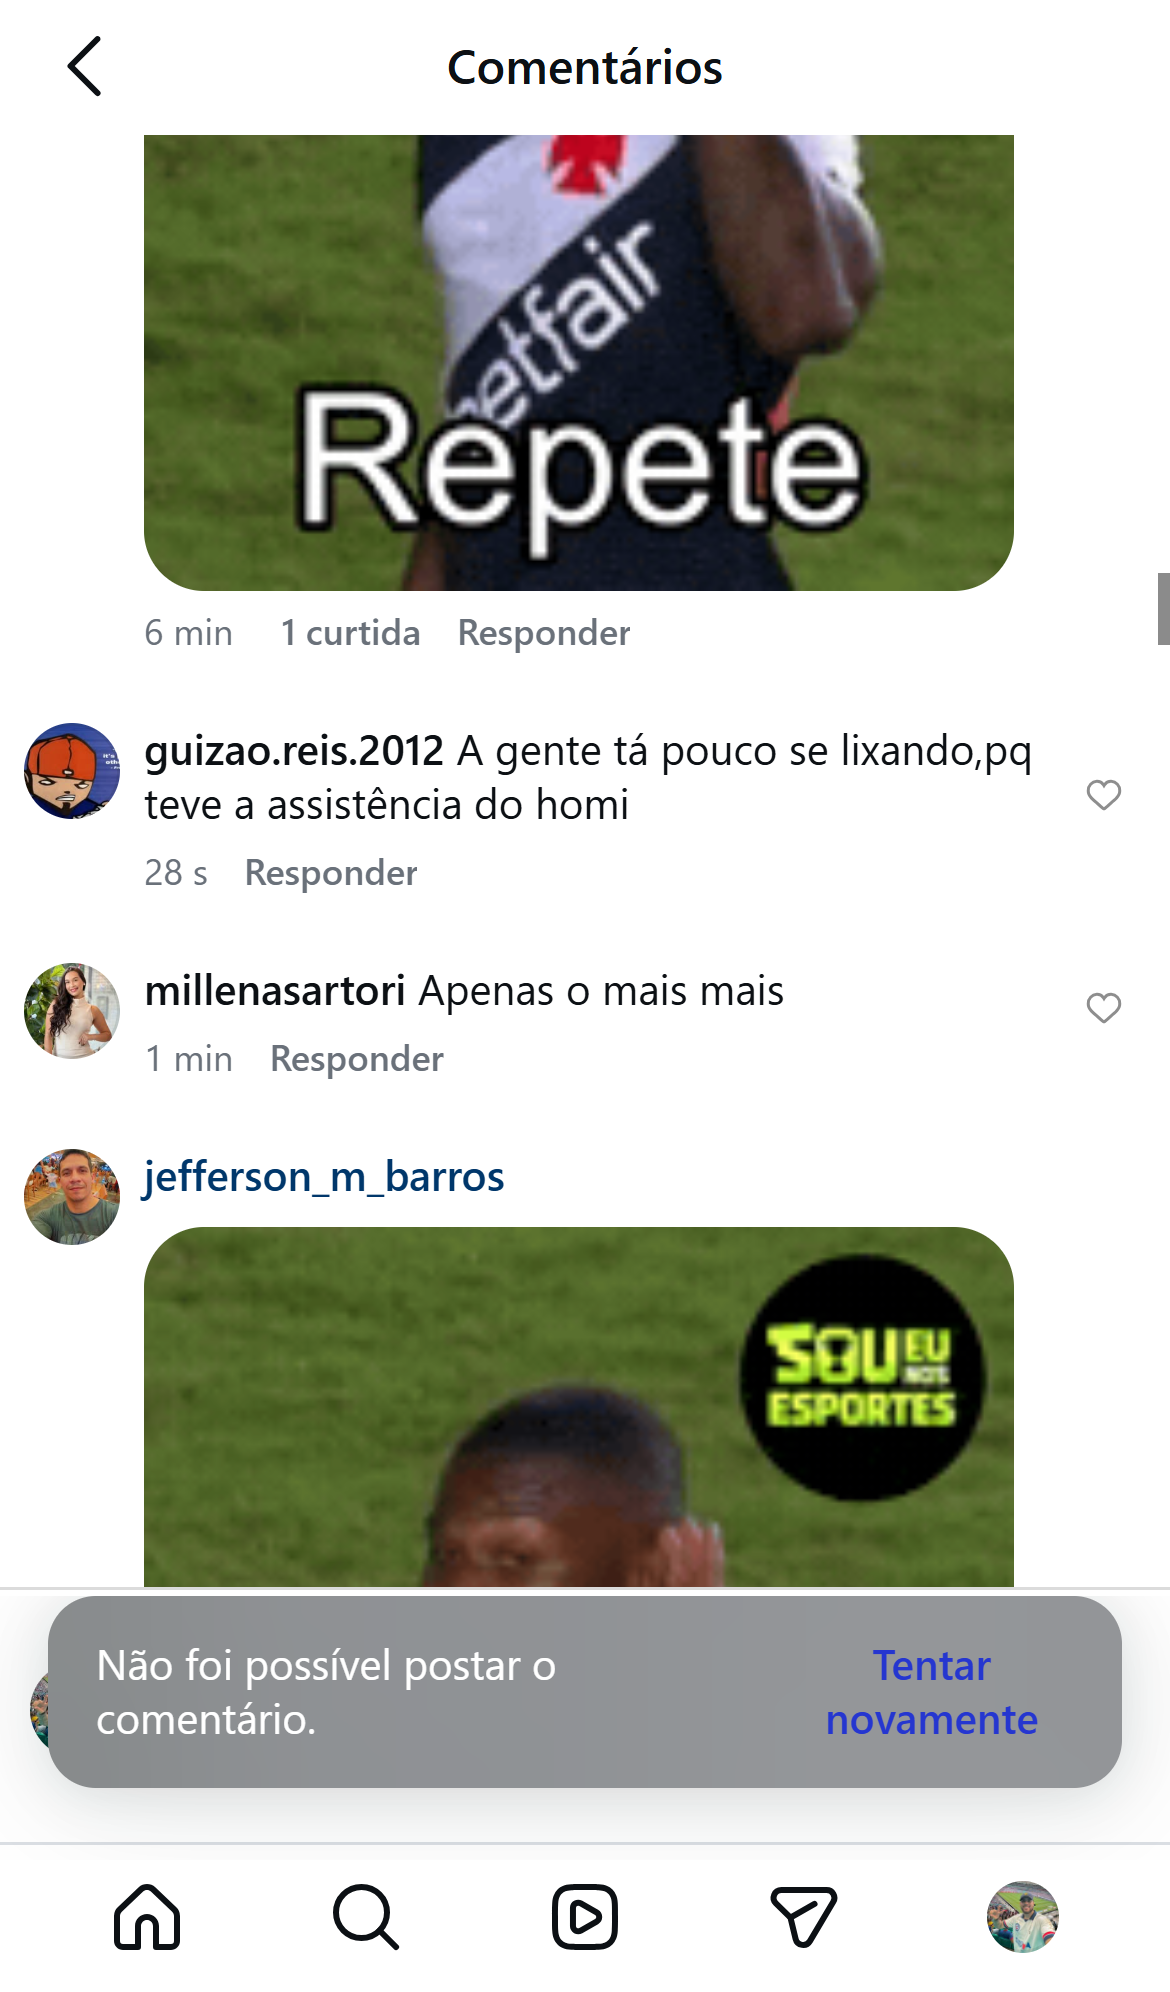 Comentários
etfair
Repete
6 min 1 curtida Responder
guizao.reis.2012 A gente tá pouco se lixando,pq
teve a assistência do homi
28 s Responder
millenasartori Apenas o mais mais
1 min Responder
jefferson_m_barros
SOU EU
NOS
ESPORTES
Não foi possível postar o
comentário.
Tentar
novamente